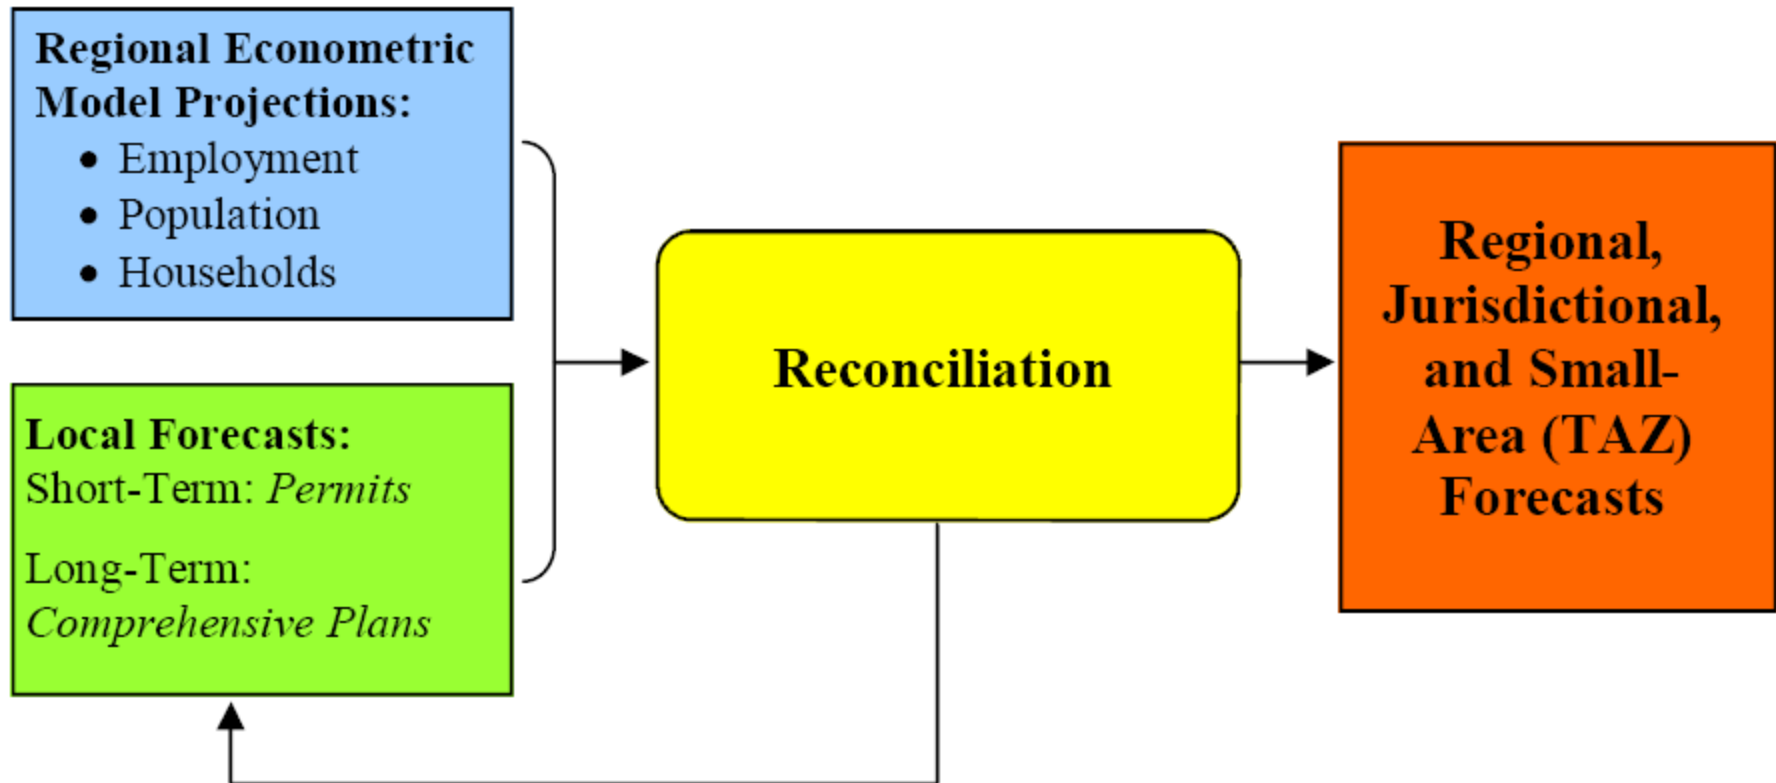 Regional Econometric
Model Projections:
• Employment
• Population
• Households
Local Forecasts:
Short-Term: Permits
Long-Term:
Comprehensive Plans
Reconciliation
Regional,
Jurisdictional,
and Small-
Area (TAZ)
Forecasts